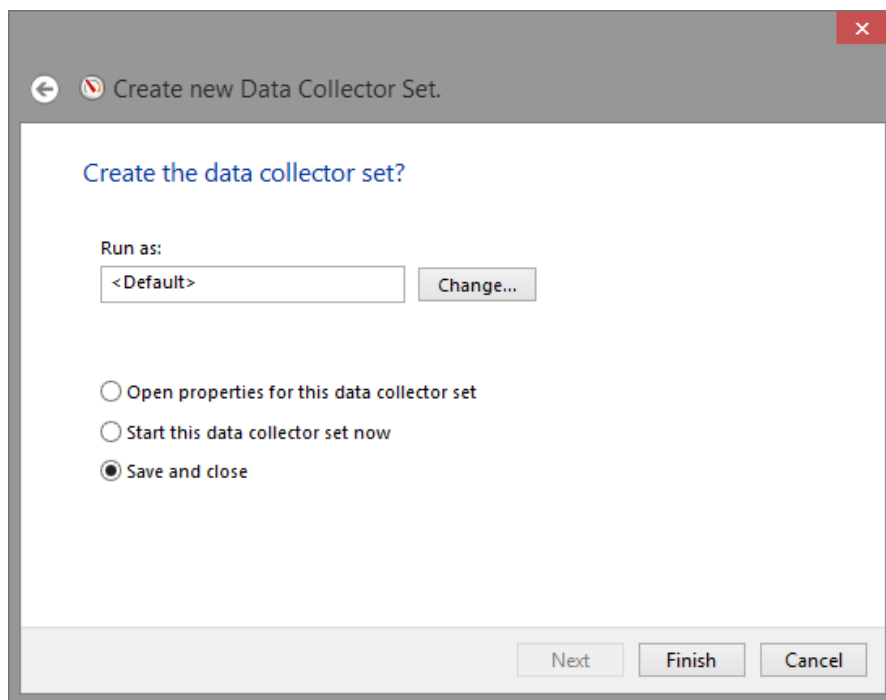 Create new Data Collector Set.
Create the data collector set?
Run as:
<Default>
Change...
Open properties for this data collector set
Start this data collector set now
Save and close
Next
Finish
Cancel